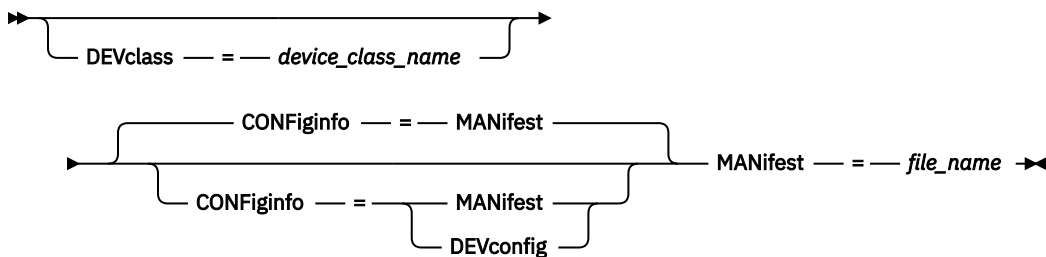 DEVclass = device_class_name
CONFiginfo = MANifest
MANifest = file_name
CONFiginfo = MANifest
DEVconfig